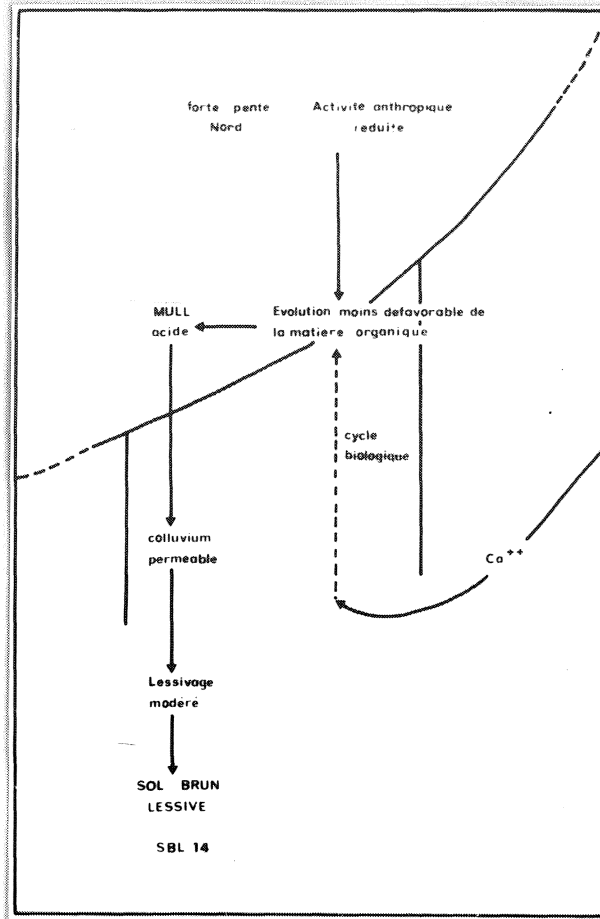 forte pente
Nord
Activite anthropique
reduite
MULL
acide
Evolution moins defavorable de
la matiere organique
cycle
biologique
colluvium
permeable
Ca++
Lessivage
modéré
SOL BRUN
LESSIVE
SBL 14